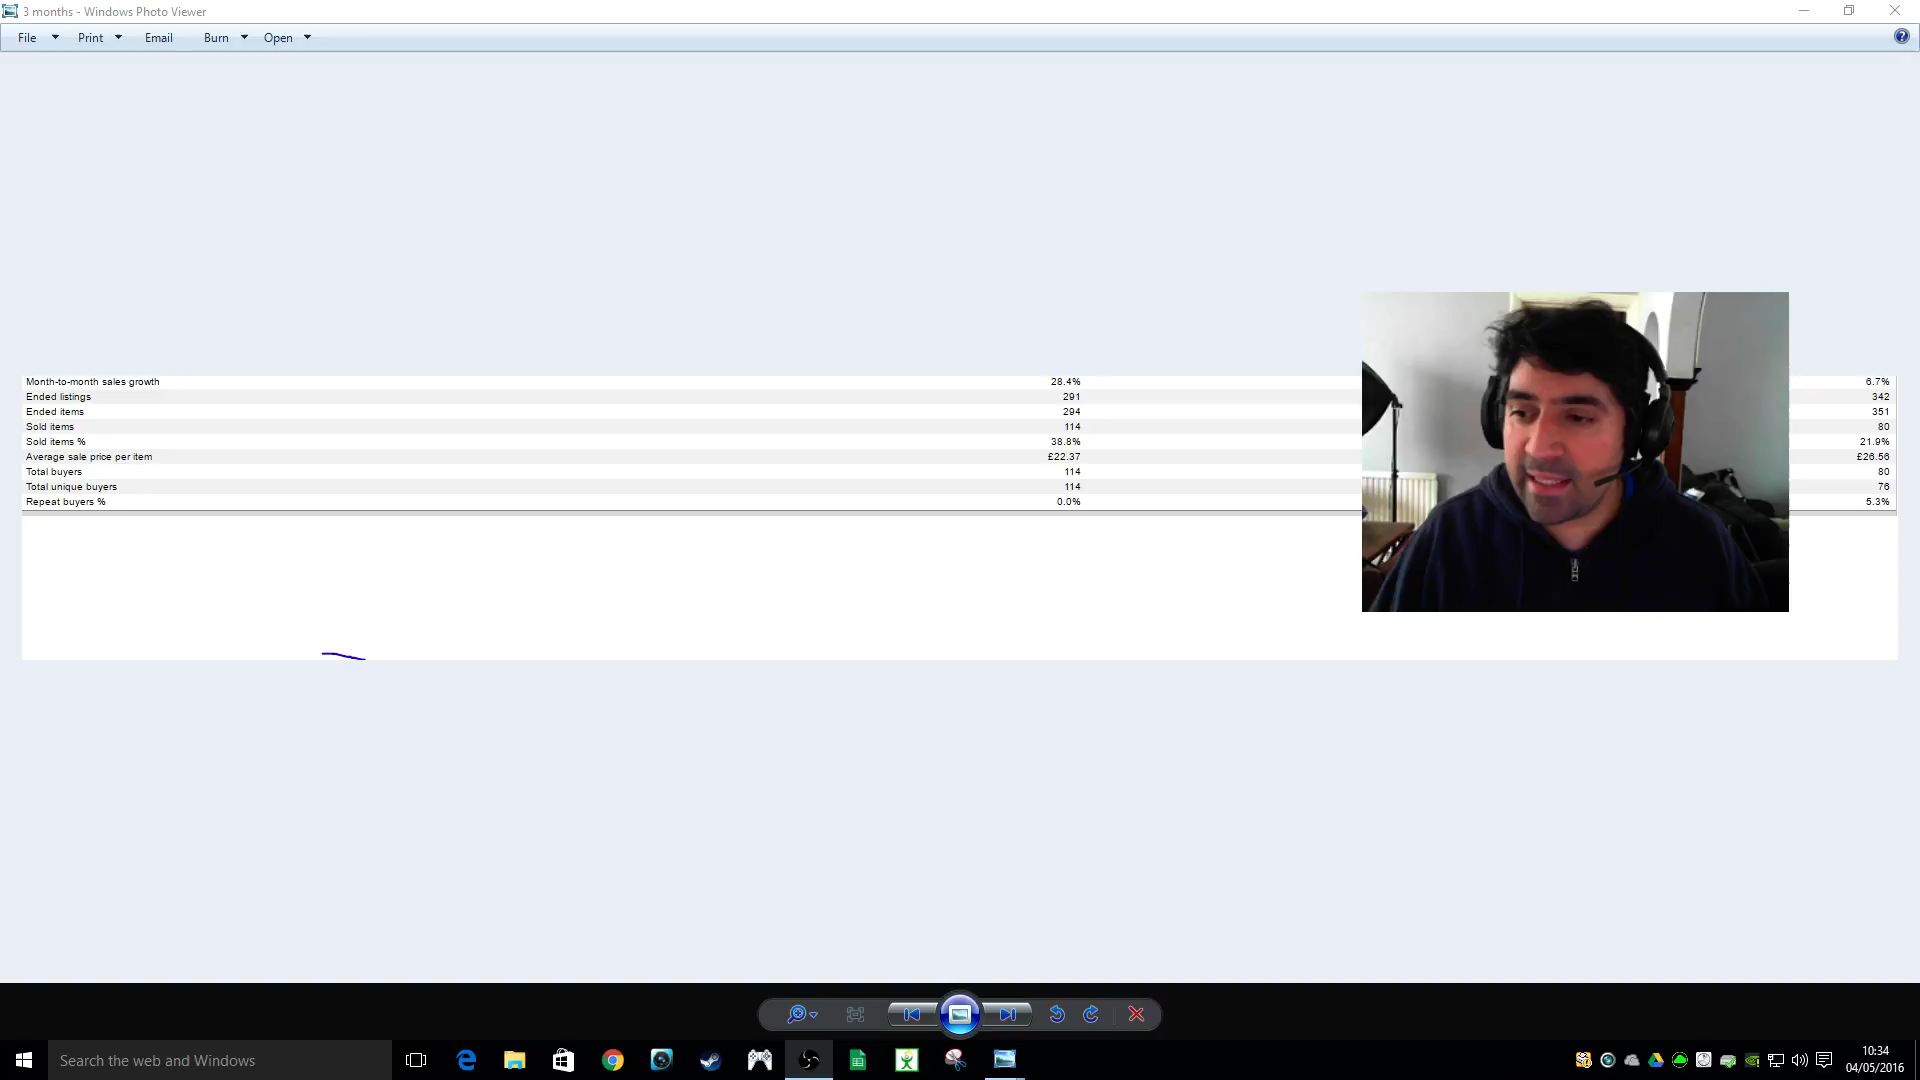 3 months - Windows Photo Viewer
File Print Email Burn Open
Month-to-month sales growth 28.4% 6.7%
Ended listings 291 342
Ended items 294 351
Sold items 114 80
Sold items % 38.8% 21.9%
Average sale price per item £22.37 £26.56
Total buyers 114 80
Total unique buyers 114 76
Repeat buyers % 0.0% 5.3%
Search the web and Windows
10:34
04/05/2016